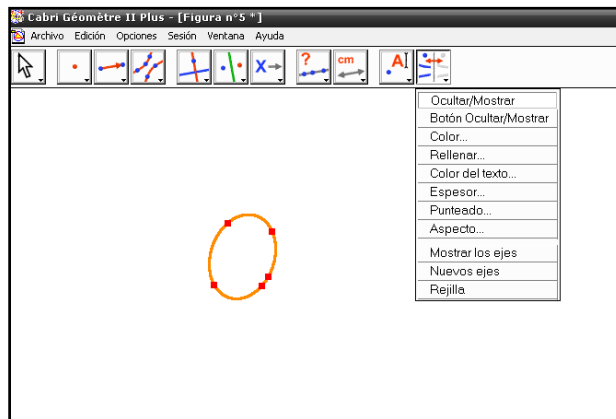 Cabri Géomètre II Plus - [Figura n°5 *]
Archivo Edición Opciones Sesión Ventana Ayuda
X ? cm A
Ocultar/Mostrar
Botón Ocultar/Mostrar
Color...
Rellenar...
Color del texto...
Espesor...
Punteado...
Aspecto...
Mostrar los ejes
Nuevos ejes
Rejilla